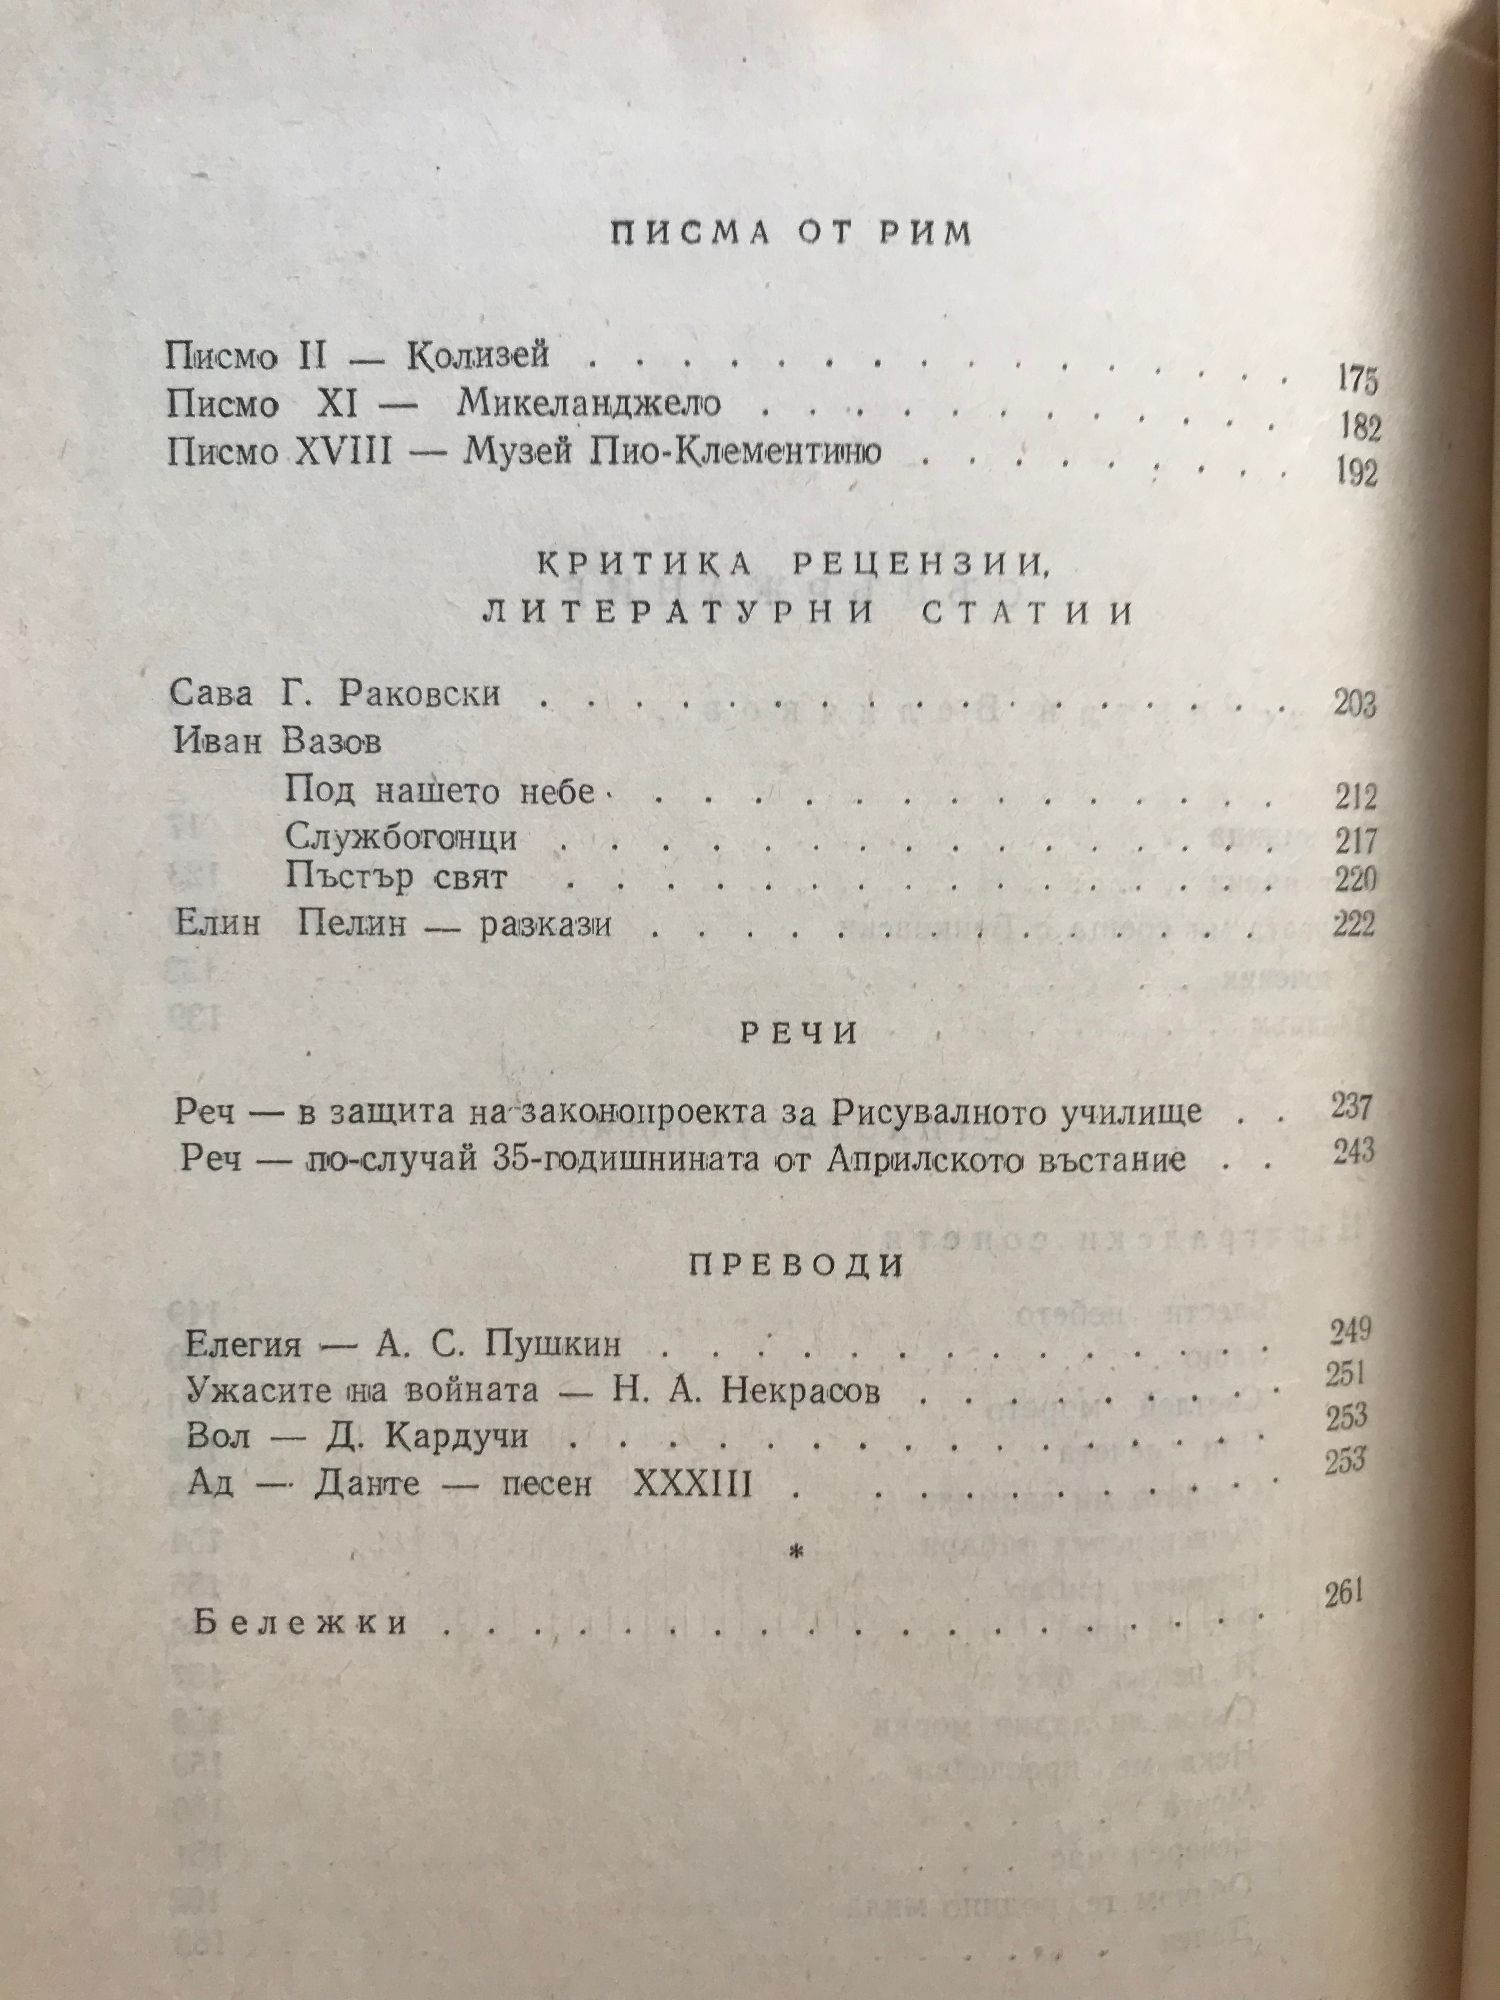 ПИСМА ОТ РИМ
Писмо II — Колизей . . . . . . . . . . . . . . . 175
Писмо XI — Микеланджело . . . . . . . . . . . 182
Писмо XVIII — Музей Пио-Клементино . . . . . . . . . 192
КРИТИКА РЕЦЕНЗИИ,
ЛИТЕРАТУРНИ СТАТИИ
Сава Г. Раковски . . . . . . . . . . . . . . . . 203
Иван Вазов
Под нашето небе . . . . . . . . . . . . . . 212
Службогонци . . . . . . . . . . . . . . . 217
Пъстър свят . . . . . . . . . . . . . . . 220
Елин Пелин — разкази . . . . . . . . . . . . . . 222
РЕЧИ
Реч — в защита на законопроекта за Рисувалното училище . . 237
Реч — по-случай 35-годишнината от Априлското въстание . . 243
ПРЕВОДИ
Елегия — А. С. Пушкин . . . . . . . . . . . . . . 249
Ужасите на войната — Н. А. Некрасов . . . . . . . . . 251
Вол — Д. Кардучи . . . . . . . . . . . . . . . 253
Ад — Данте — песен XXXIII . . . . . . . . . . . 253
*
Бележки . . . . . . . . . . . . . . . . . . . 261